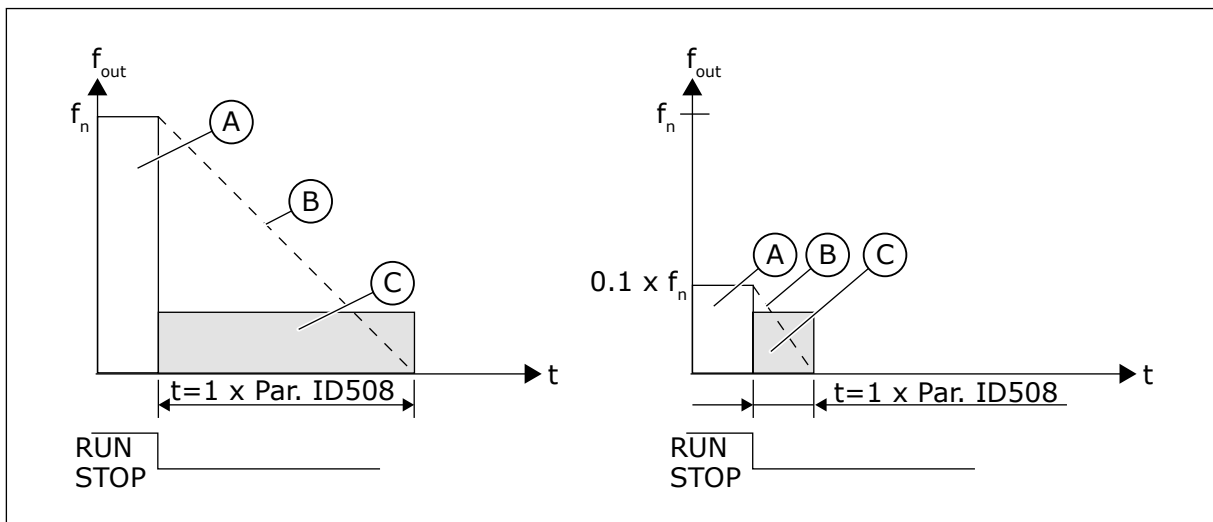 f_out
f_n
A
B
C
t
t=1 x Par. ID508
RUN
STOP
f_out
f_n
A
B
C
0.1 x f_n
t
t=1 x Par. ID508
RUN
STOP